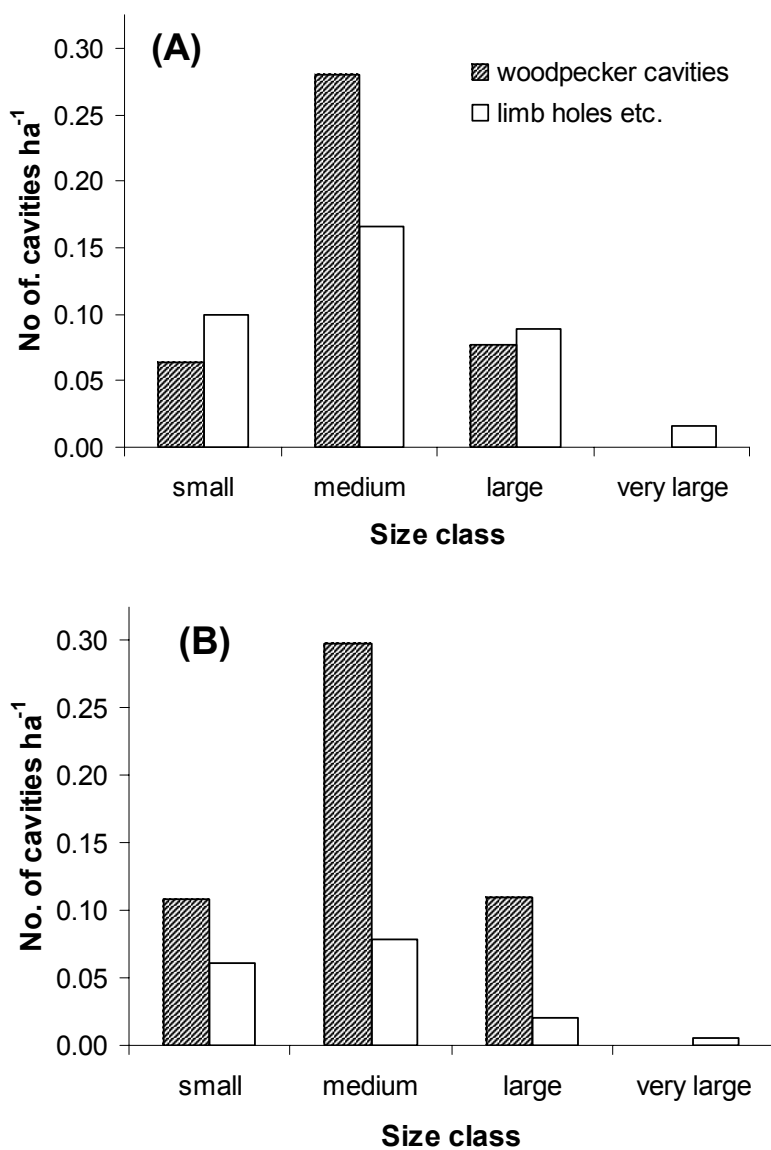 (A)
woodpecker cavities
limb holes etc.
No of. cavities ha⁻¹
0.30
0.25
0.20
0.15
0.10
0.05
0.00
small medium large very large
Size class
(B)
No. of cavities ha⁻¹
0.30
0.25
0.20
0.15
0.10
0.05
0.00
small medium large very large
Size class